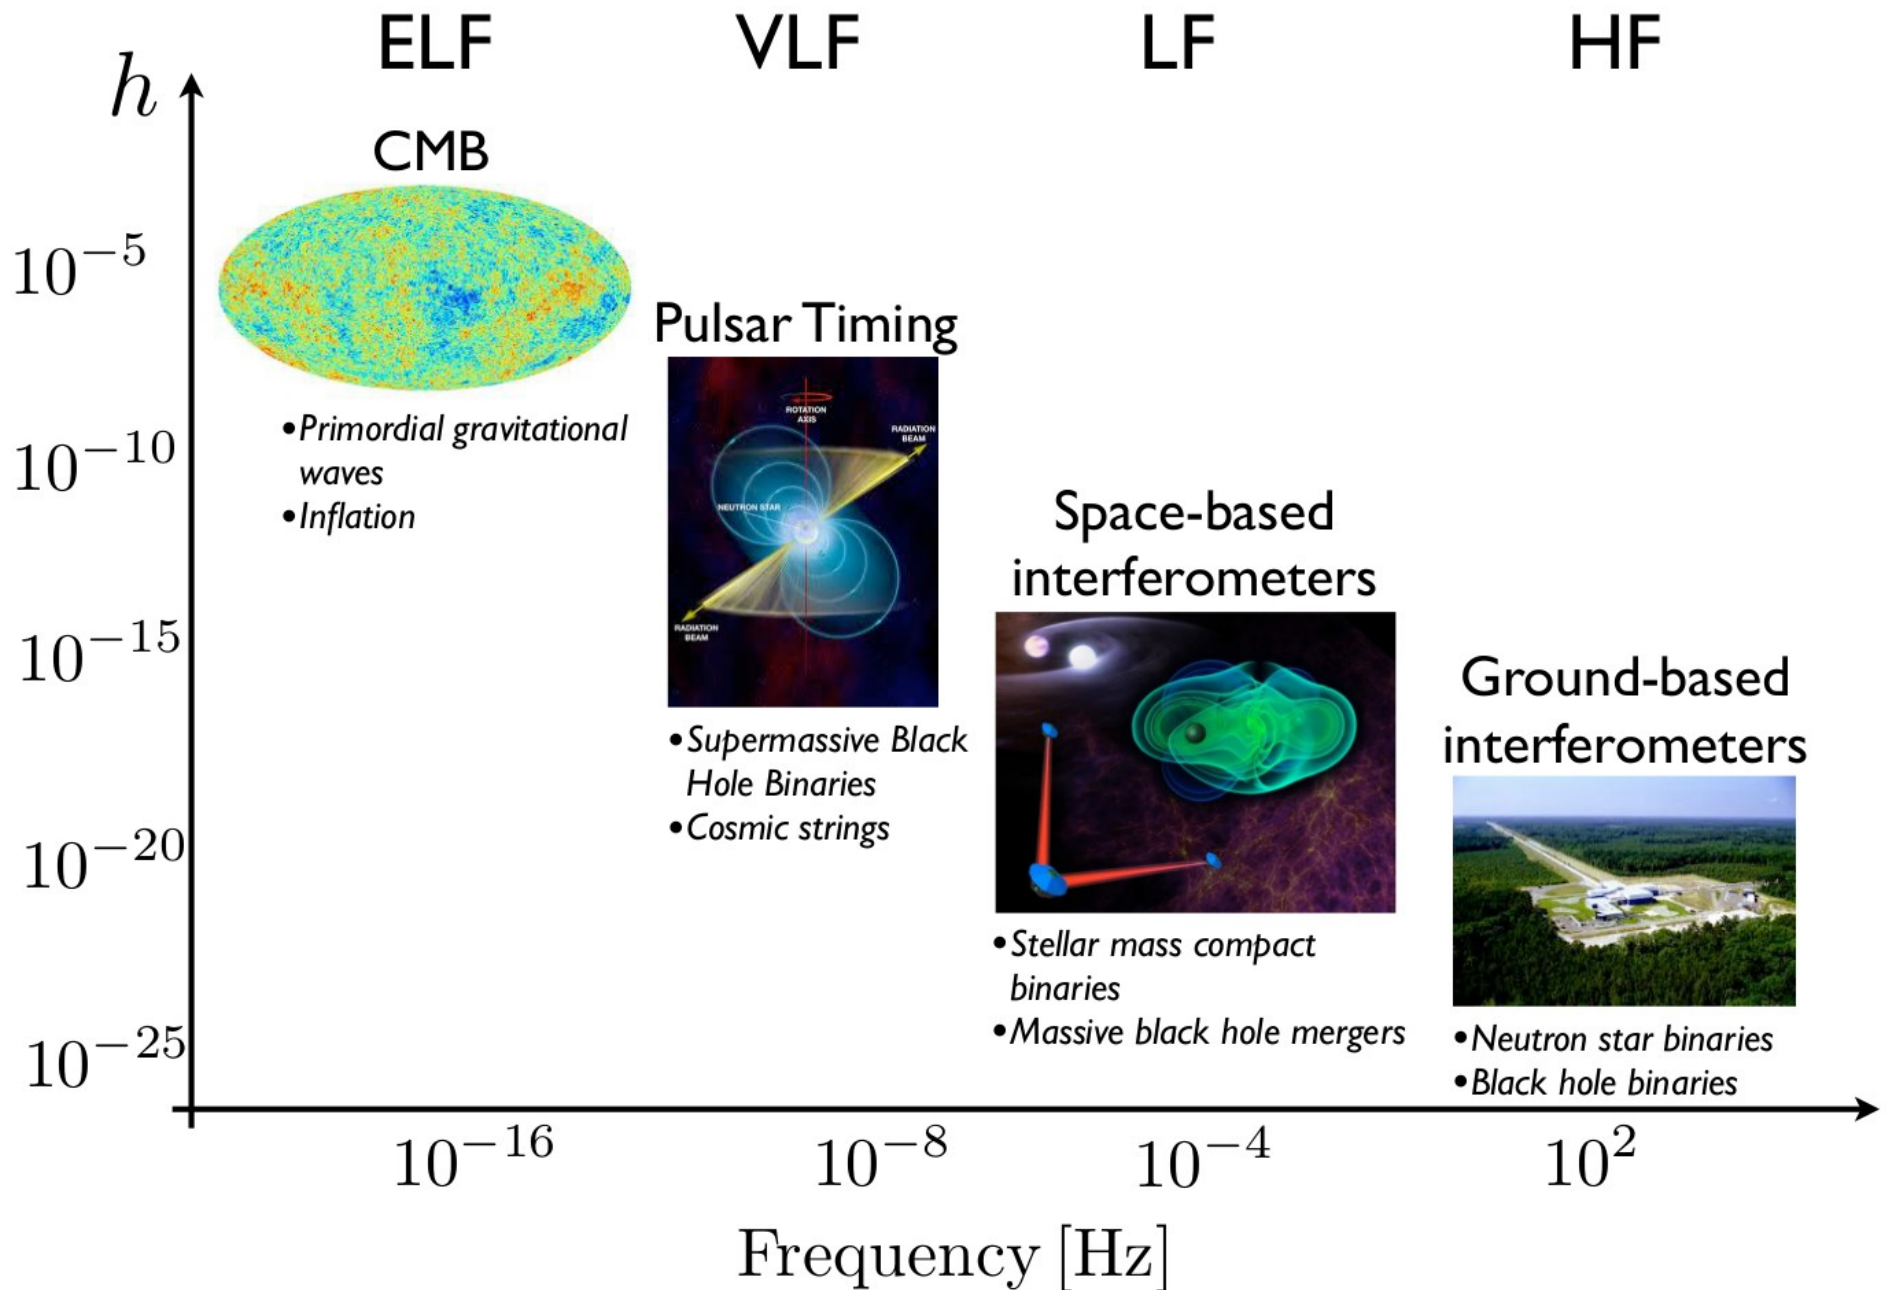 ELF VLF LF HF
h
CMB
10^{-5}
Pulsar Timing
ROTATION
AXIS
RADIATION
BEAM
NEUTRON STAR
RADIATION
BEAM
•Primordial gravitational
waves
•Inflation
10^{-10}
Space-based
interferometers
10^{-15}
Ground-based
interferometers
•Supermassive Black
Hole Binaries
•Cosmic strings
10^{-20}
•Stellar mass compact
binaries
•Massive black hole mergers
10^{-25}
•Neutron star binaries
•Black hole binaries
10^{-16} 10^{-8} 10^{-4} 10^{2}
Frequency [Hz]